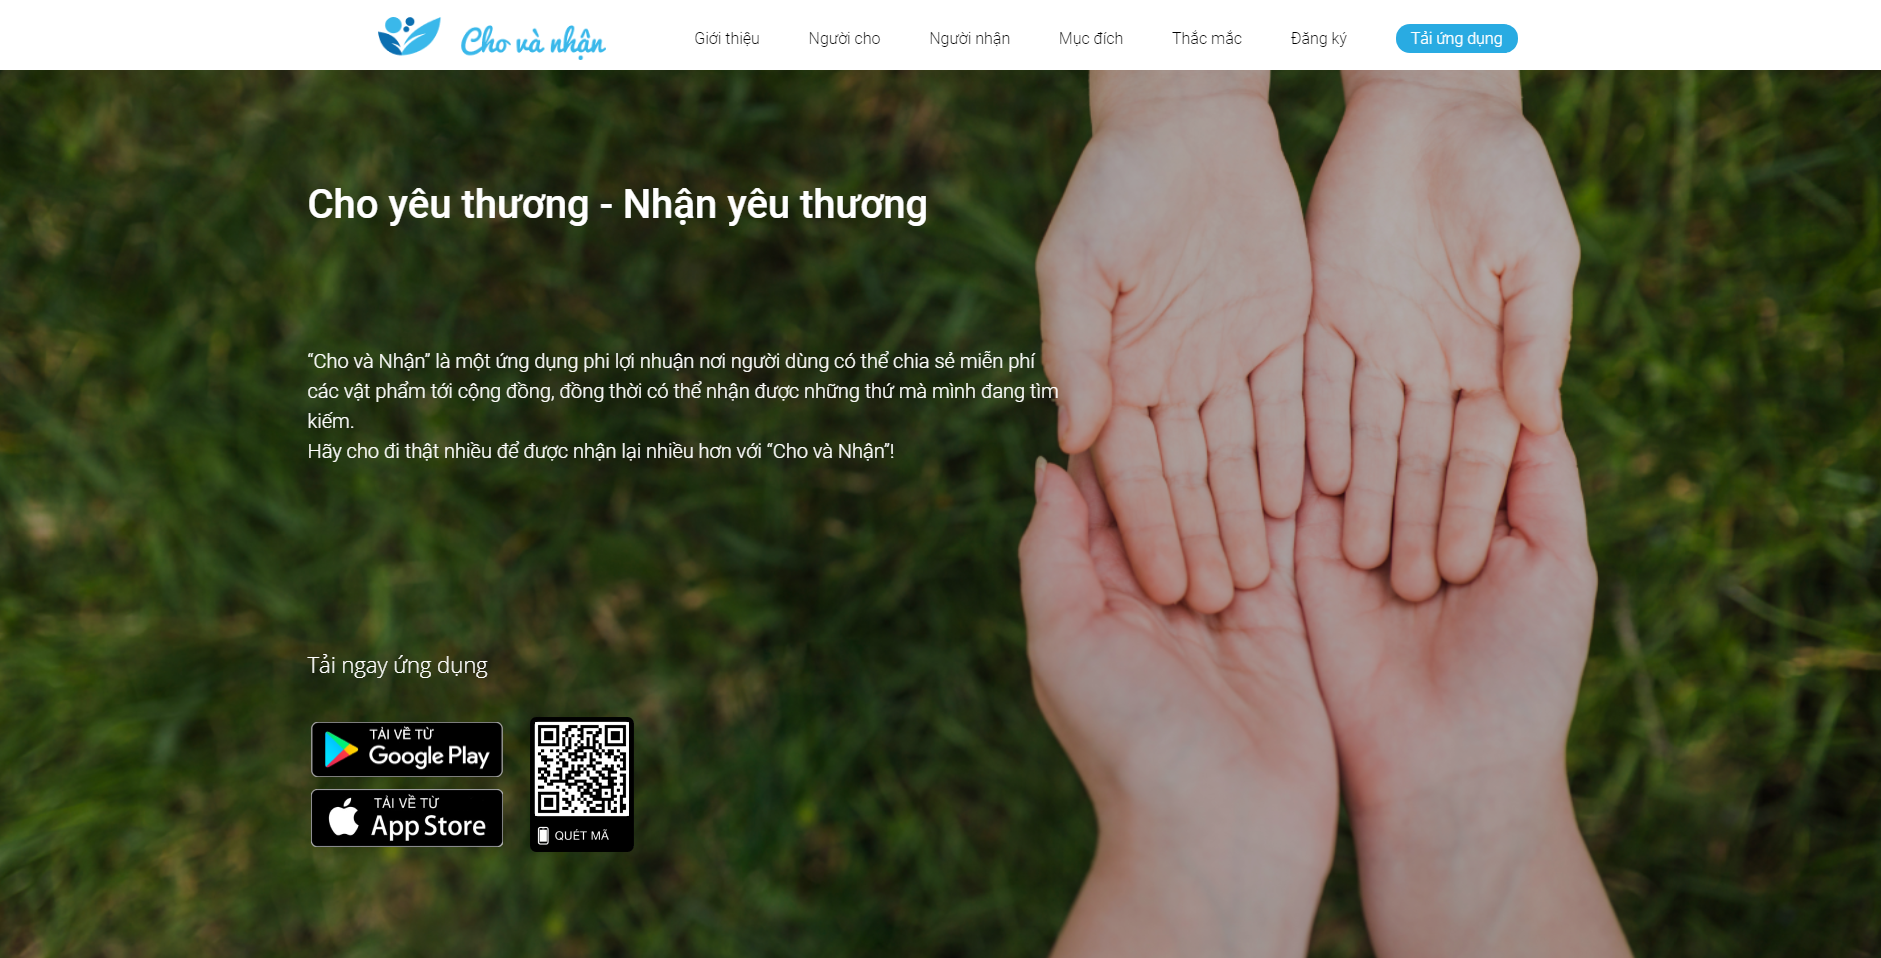 Cho và nhận
Giới thiệu
Người cho
Người nhận
Mục đích
Thắc mắc
Đăng ký
Tải ứng dụng
Cho yêu thương - Nhận yêu thương
“Cho và Nhận” là một ứng dụng phi lợi nhuận nơi người dùng có thể chia sẻ miễn phí
các vật phẩm tới cộng đồng, đồng thời có thể nhận được những thứ mà mình đang tìm
kiếm.
Hãy cho đi thật nhiều để được nhận lại nhiều hơn với “Cho và Nhận”!
Tải ngay ứng dụng
TẢI VỀ TỪ
Google Play
TẢI VỀ TỪ
App Store
QUÉT MÃ